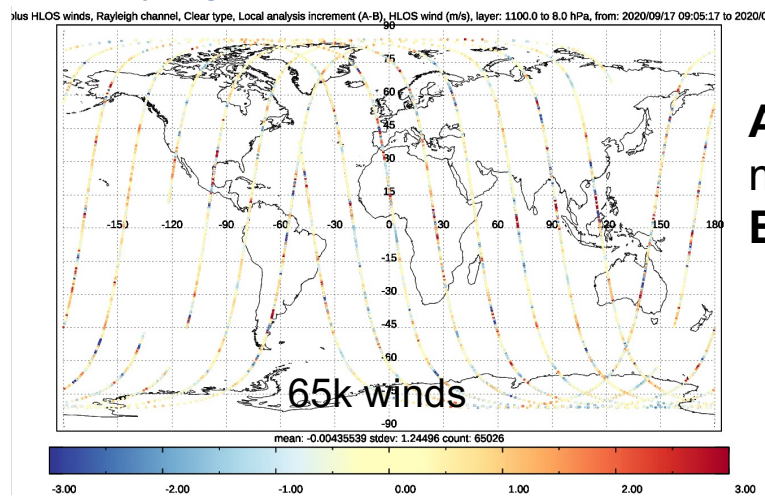 olus HLOS winds, Rayleigh channel, Clear type, Local analysis increment (A-B), HLOS wind (m/s), layer: 1100.0 to 8.0 hPa, from: 2020/09/17 09:05:17 to 2020/0
90
75
60
45
30
15
-150 -120 -90 -60 -30 0 30 60 90 120 150 180
-15
-30
-45
-60
65k winds
-90
mean: -0.00435539 stdev: 1.24496 count: 65026
-3.00 -2.00 -1.00 0.00 1.00 2.00 3.00